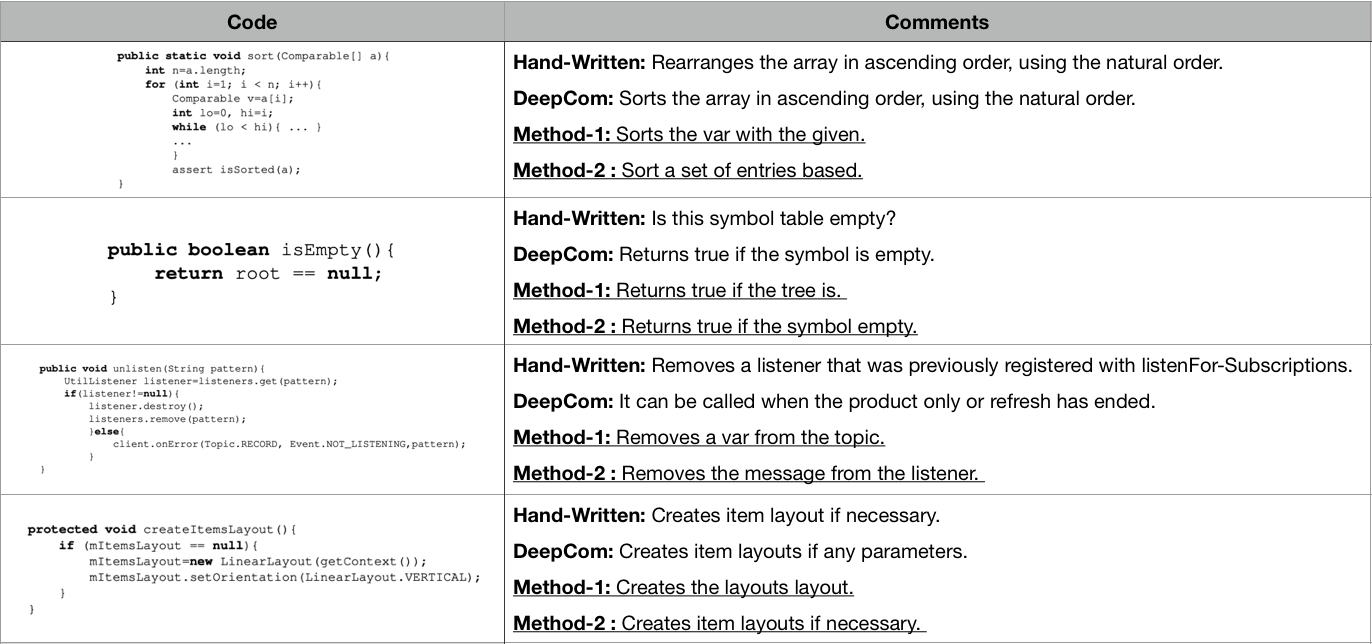 Code
Comments
public static void sort(Comparable[] a){
int n=a.length;
for (int i=1; i < n; i++){
Comparable v=a[i];
int lo=0, hi=i;
while (lo < hi){ ... }
...
}
assert isSorted(a);
}
Hand-Written: Rearranges the array in ascending order, using the natural order.
DeepCom: Sorts the array in ascending order, using the natural order.
Method-1: Sorts the var with the given.
Method-2 : Sort a set of entries based.
public boolean isEmpty(){
return root == null;
}
Hand-Written: Is this symbol table empty?
DeepCom: Returns true if the symbol is empty.
Method-1: Returns true if the tree is.
Method-2 : Returns true if the symbol empty.
public void unlisten(String pattern){
UtilListener listener=listeners.get(pattern);
if(listener!=null){
listener.destroy();
listeners.remove(pattern);
}else{
client.onError(Topic.RECORD, Event.NOT_LISTENING,pattern);
}
}
Hand-Written: Removes a listener that was previously registered with listenFor-Subscriptions.
DeepCom: It can be called when the product only or refresh has ended.
Method-1: Removes a var from the topic.
Method-2 : Removes the message from the listener.
protected void createItemsLayout(){
if (mItemsLayout == null){
mItemsLayout=new LinearLayout(getContext());
mItemsLayout.setOrientation(LinearLayout.VERTICAL);
}
}
Hand-Written: Creates item layout if necessary.
DeepCom: Creates item layouts if any parameters.
Method-1: Creates the layouts layout.
Method-2 : Creates item layouts if necessary.